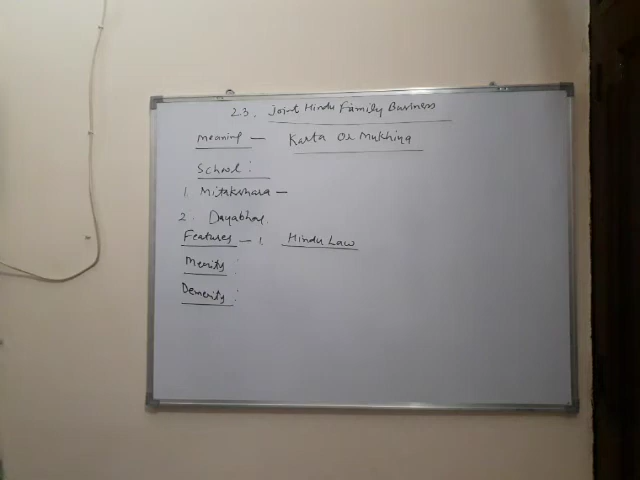 2.3. Joint Hindu Family Business
Meaning — Karta Or Mukhiya
School:
1. Mitakshara —
2. Dayabhag.
Features — 1. Hindu Law
Merits:
Demerits: